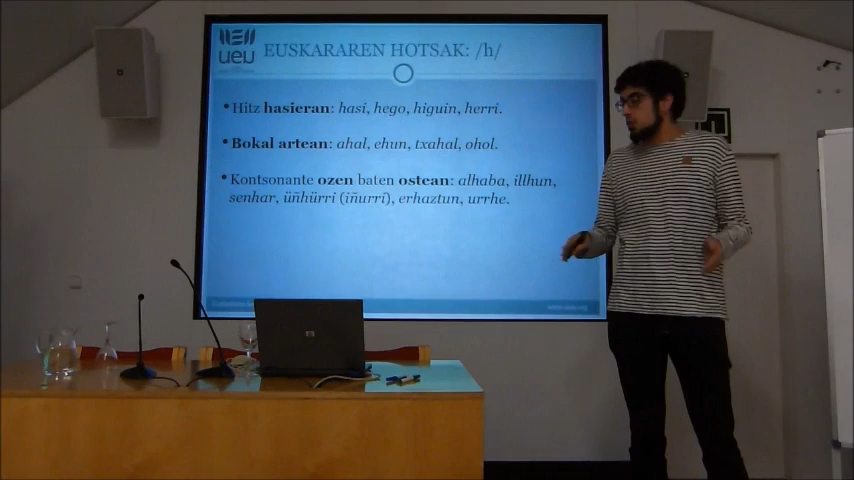 ueu
EUSKARAREN HOTSAK: /h/
• Hitz hasieran: hasi, hego, higuin, herri.
• Bokal artean: ahal, ehun, txahal, ohol.
• Kontsonante ozen baten ostean: alhaba, illhun,
senhar, üñhürri (iñurri), erhaztun, urrhe.
www.ueu.org
hp